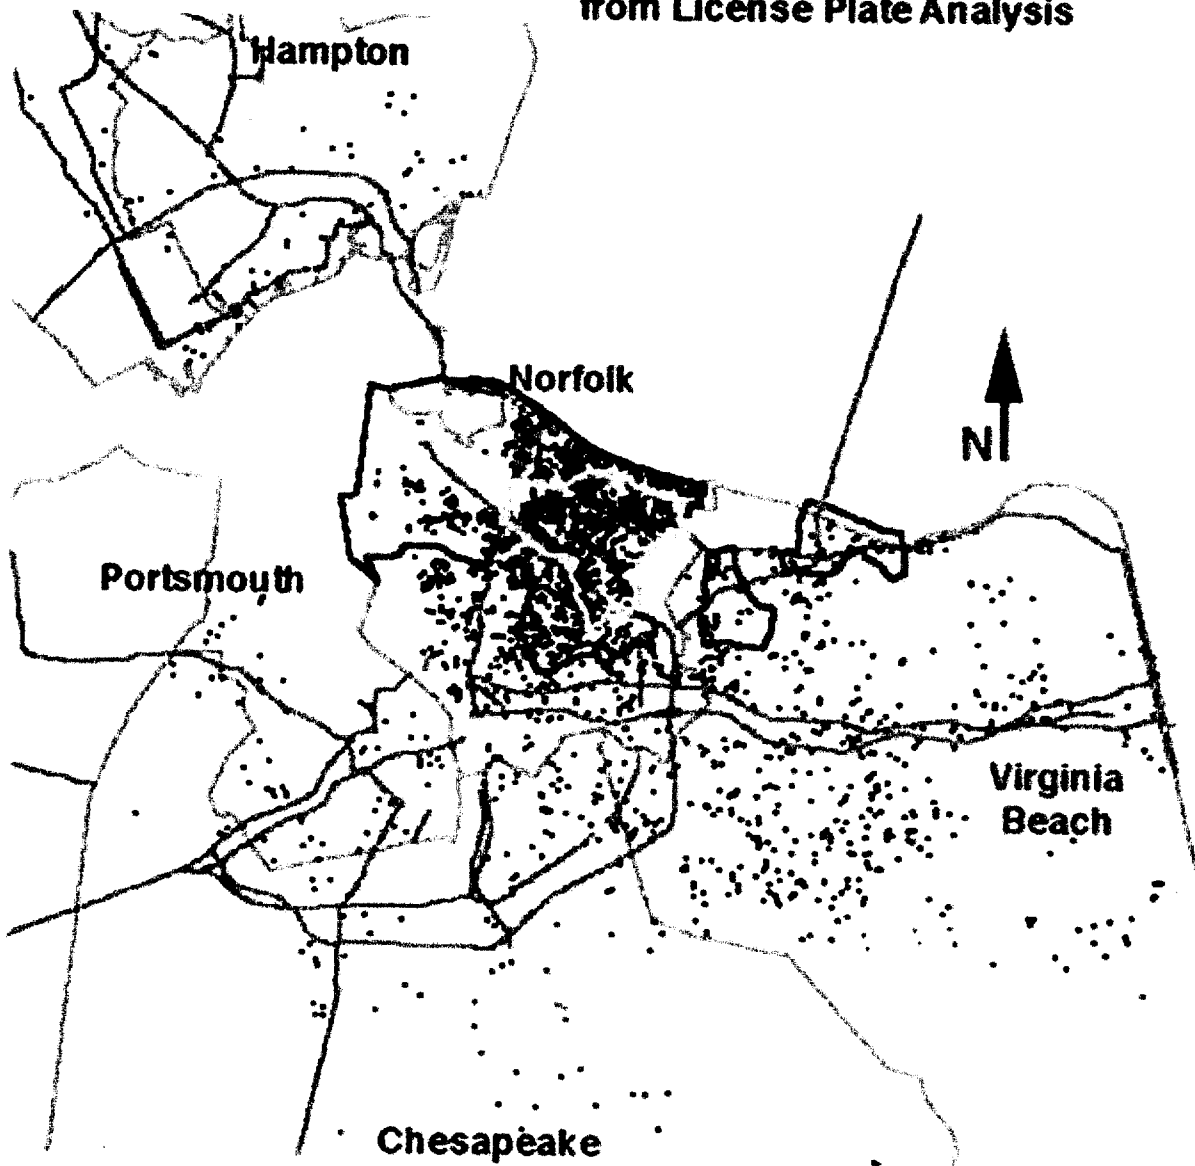 from License Plate Analysis
Hampton
Norfolk
N
Portsmouth
Virginia
Beach
Chesapeake